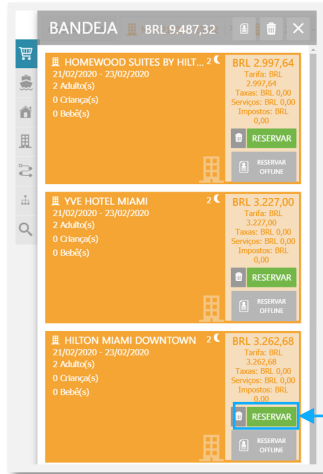 BANDEJA BRL 9.487,32
HOMEWOOD SUITES BY HILT... 2
21/02/2020 - 23/02/2020
2 Adulto(s)
0 Criança(s)
0 Bebê(s)
BRL 2.997,64
Tarifa: BRL
2.997,64
Taxas: BRL 0,00
Serviços: BRL 0,00
Impostos: BRL
0,00
RESERVAR
RESERVAR
OFFLINE
YVE HOTEL MIAMI 2
21/02/2020 - 23/02/2020
2 Adulto(s)
0 Criança(s)
0 Bebê(s)
BRL 3.227,00
Tarifa: BRL
3.227,00
Taxas: BRL 0,00
Serviços: BRL 0,00
Impostos: BRL
0,00
RESERVAR
RESERVAR
OFFLINE
HILTON MIAMI DOWNTOWN 2
21/02/2020 - 23/02/2020
2 Adulto(s)
0 Criança(s)
0 Bebê(s)
BRL 3.262,68
Tarifa: BRL
3.262,68
Taxas: BRL 0,00
Serviços: BRL 0,00
Impostos: BRL
0,00
RESERVAR
RESERVAR
OFFLINE